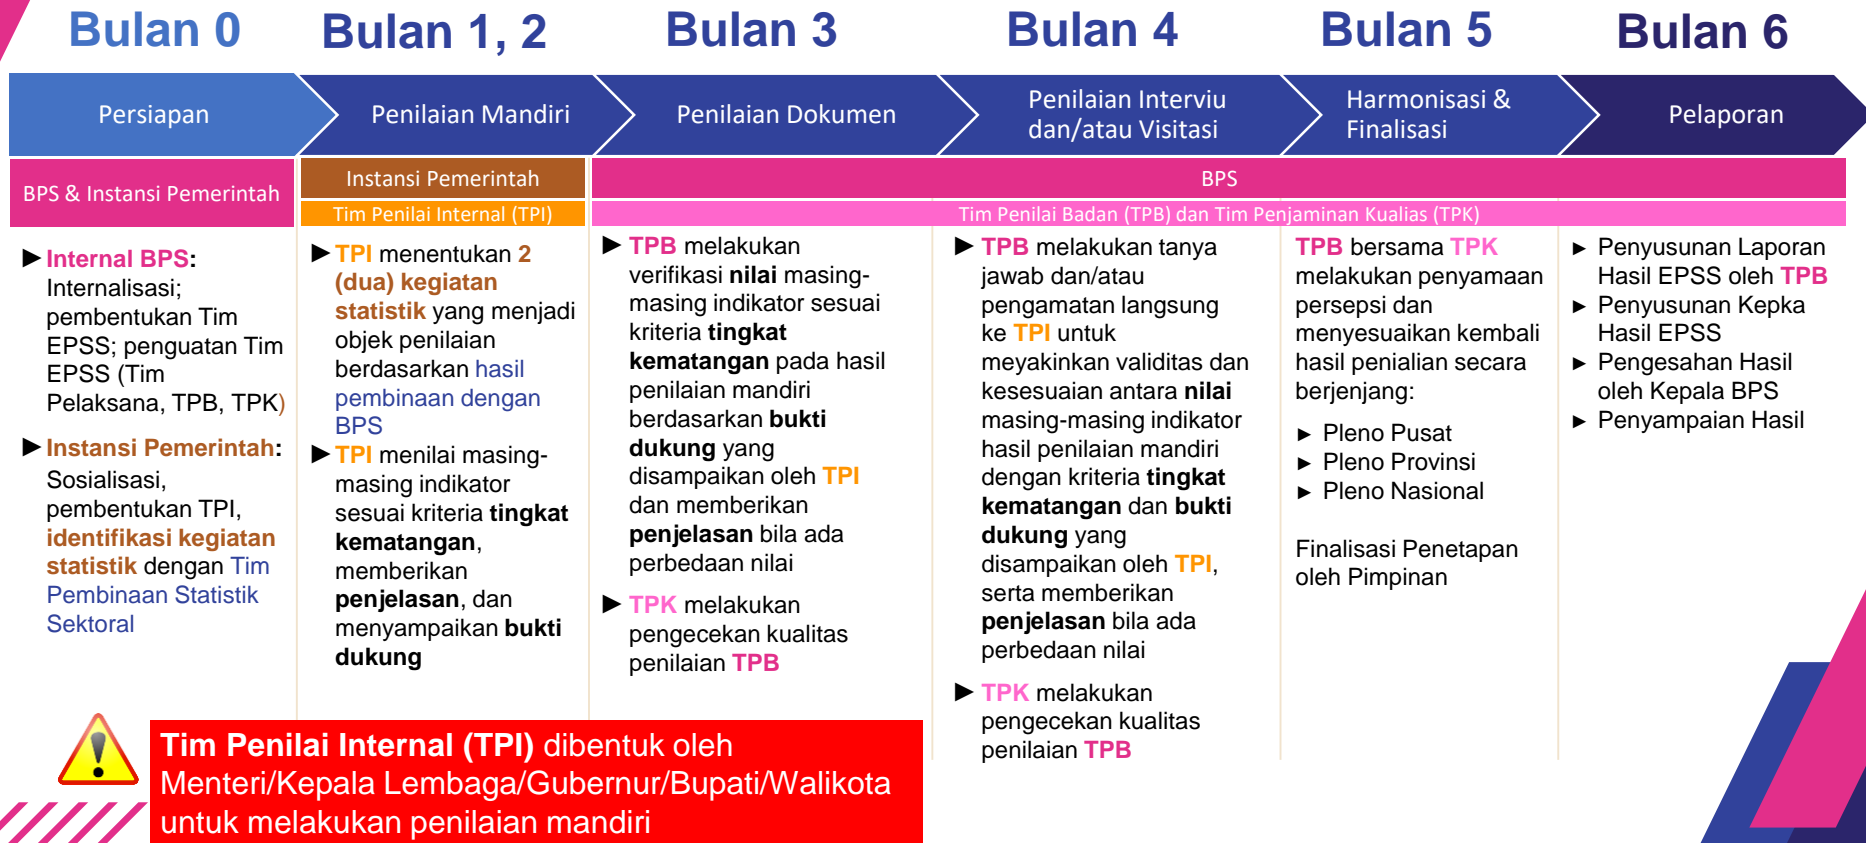 Bulan 0
Bulan 1, 2
Bulan 3
Bulan 4
Bulan 5
Bulan 6
Persiapan
Penilaian Mandiri
Penilaian Dokumen
Penilaian Interviu
dan/atau Visitasi
Harmonisasi &
Finalisasi
Pelaporan
BPS & Instansi Pemerintah
Instansi Pemerintah
BPS
Tim Penilai Internal (TPI)
Tim Penilai Badan (TPB) dan Tim Penjaminan Kualias (TPK)
► Internal BPS:
Internalisasi;
pembentukan Tim
EPSS; penguatan Tim
EPSS (Tim
Pelaksana, TPB, TPK)
► Instansi Pemerintah:
Sosialisasi,
pembentukan TPI,
identifikasi kegiatan
statistik dengan Tim
Pembinaan Statistik
Sektoral
► TPI menentukan 2
(dua) kegiatan
statistik yang menjadi
objek penilaian
berdasarkan hasil
pembinaan dengan
BPS
► TPI menilai masing-
masing indikator
sesuai kriteria tingkat
kematangan,
memberikan
penjelasan, dan
menyampaikan bukti
dukung
► TPB melakukan
verifikasi nilai masing-
masing indikator sesuai
kriteria tingkat
kematangan pada hasil
penilaian mandiri
berdasarkan bukti
dukung yang
disampaikan oleh TPI
dan memberikan
penjelasan bila ada
perbedaan nilai
► TPK melakukan
pengecekan kualitas
penilaian TPB
► TPB melakukan tanya
jawab dan/atau
pengamatan langsung
ke TPI untuk
meyakinkan validitas dan
kesesuaian antara nilai
masing-masing indikator
hasil penilaian mandiri
dengan kriteria tingkat
kematangan dan bukti
dukung yang
disampaikan oleh TPI,
serta memberikan
penjelasan bila ada
perbedaan nilai
► TPK melakukan
pengecekan kualitas
penilaian TPB
TPB bersama TPK
melakukan penyamaan
persepsi dan
menyesuaikan kembali
hasil penialian secara
berjenjang:
► Pleno Pusat
► Pleno Provinsi
► Pleno Nasional
Finalisasi Penetapan
oleh Pimpinan
► Penyusunan Laporan
Hasil EPSS oleh TPB
► Penyusunan Kepka
Hasil EPSS
► Pengesahan Hasil
oleh Kepala BPS
► Penyampaian Hasil
Tim Penilai Internal (TPI) dibentuk oleh
Menteri/Kepala Lembaga/Gubernur/Bupati/Walikota
untuk melakukan penilaian mandiri